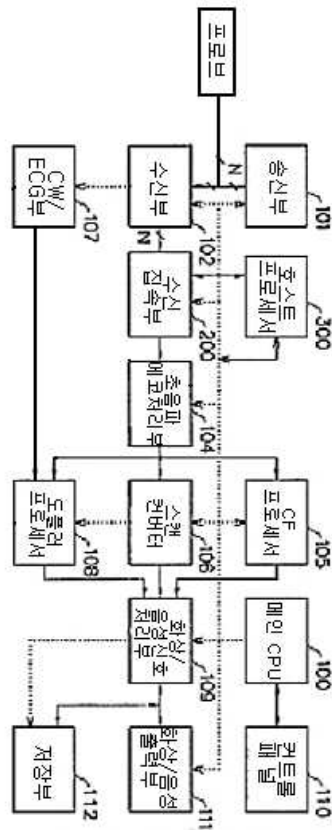 송신부
101
호스트
프로세서
300
CF
프로세서
105
메인 CPU
100
컨트롤
패널
110
프로브
N
수신부
102
N
수신
집속부
200
초음파
에코처리부
104
스캔
컨버터
106
화상/
음성신호
처리부
109
화상/음성
출력부
111
CW/
ECG부
107
도플러
프로세서
108
저장부
112